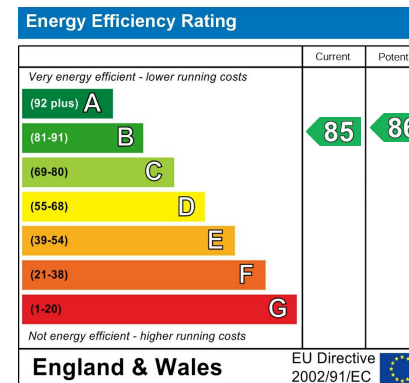 Energy Efficiency Rating
Current Potent
Very energy efficient - lower running costs
(92 plus) A
(81-91) B
85 86
(69-80) C
(55-68) D
(39-54) E
(21-38) F
(1-20) G
Not energy efficient - higher running costs
England & Wales
EU Directive
2002/91/EC